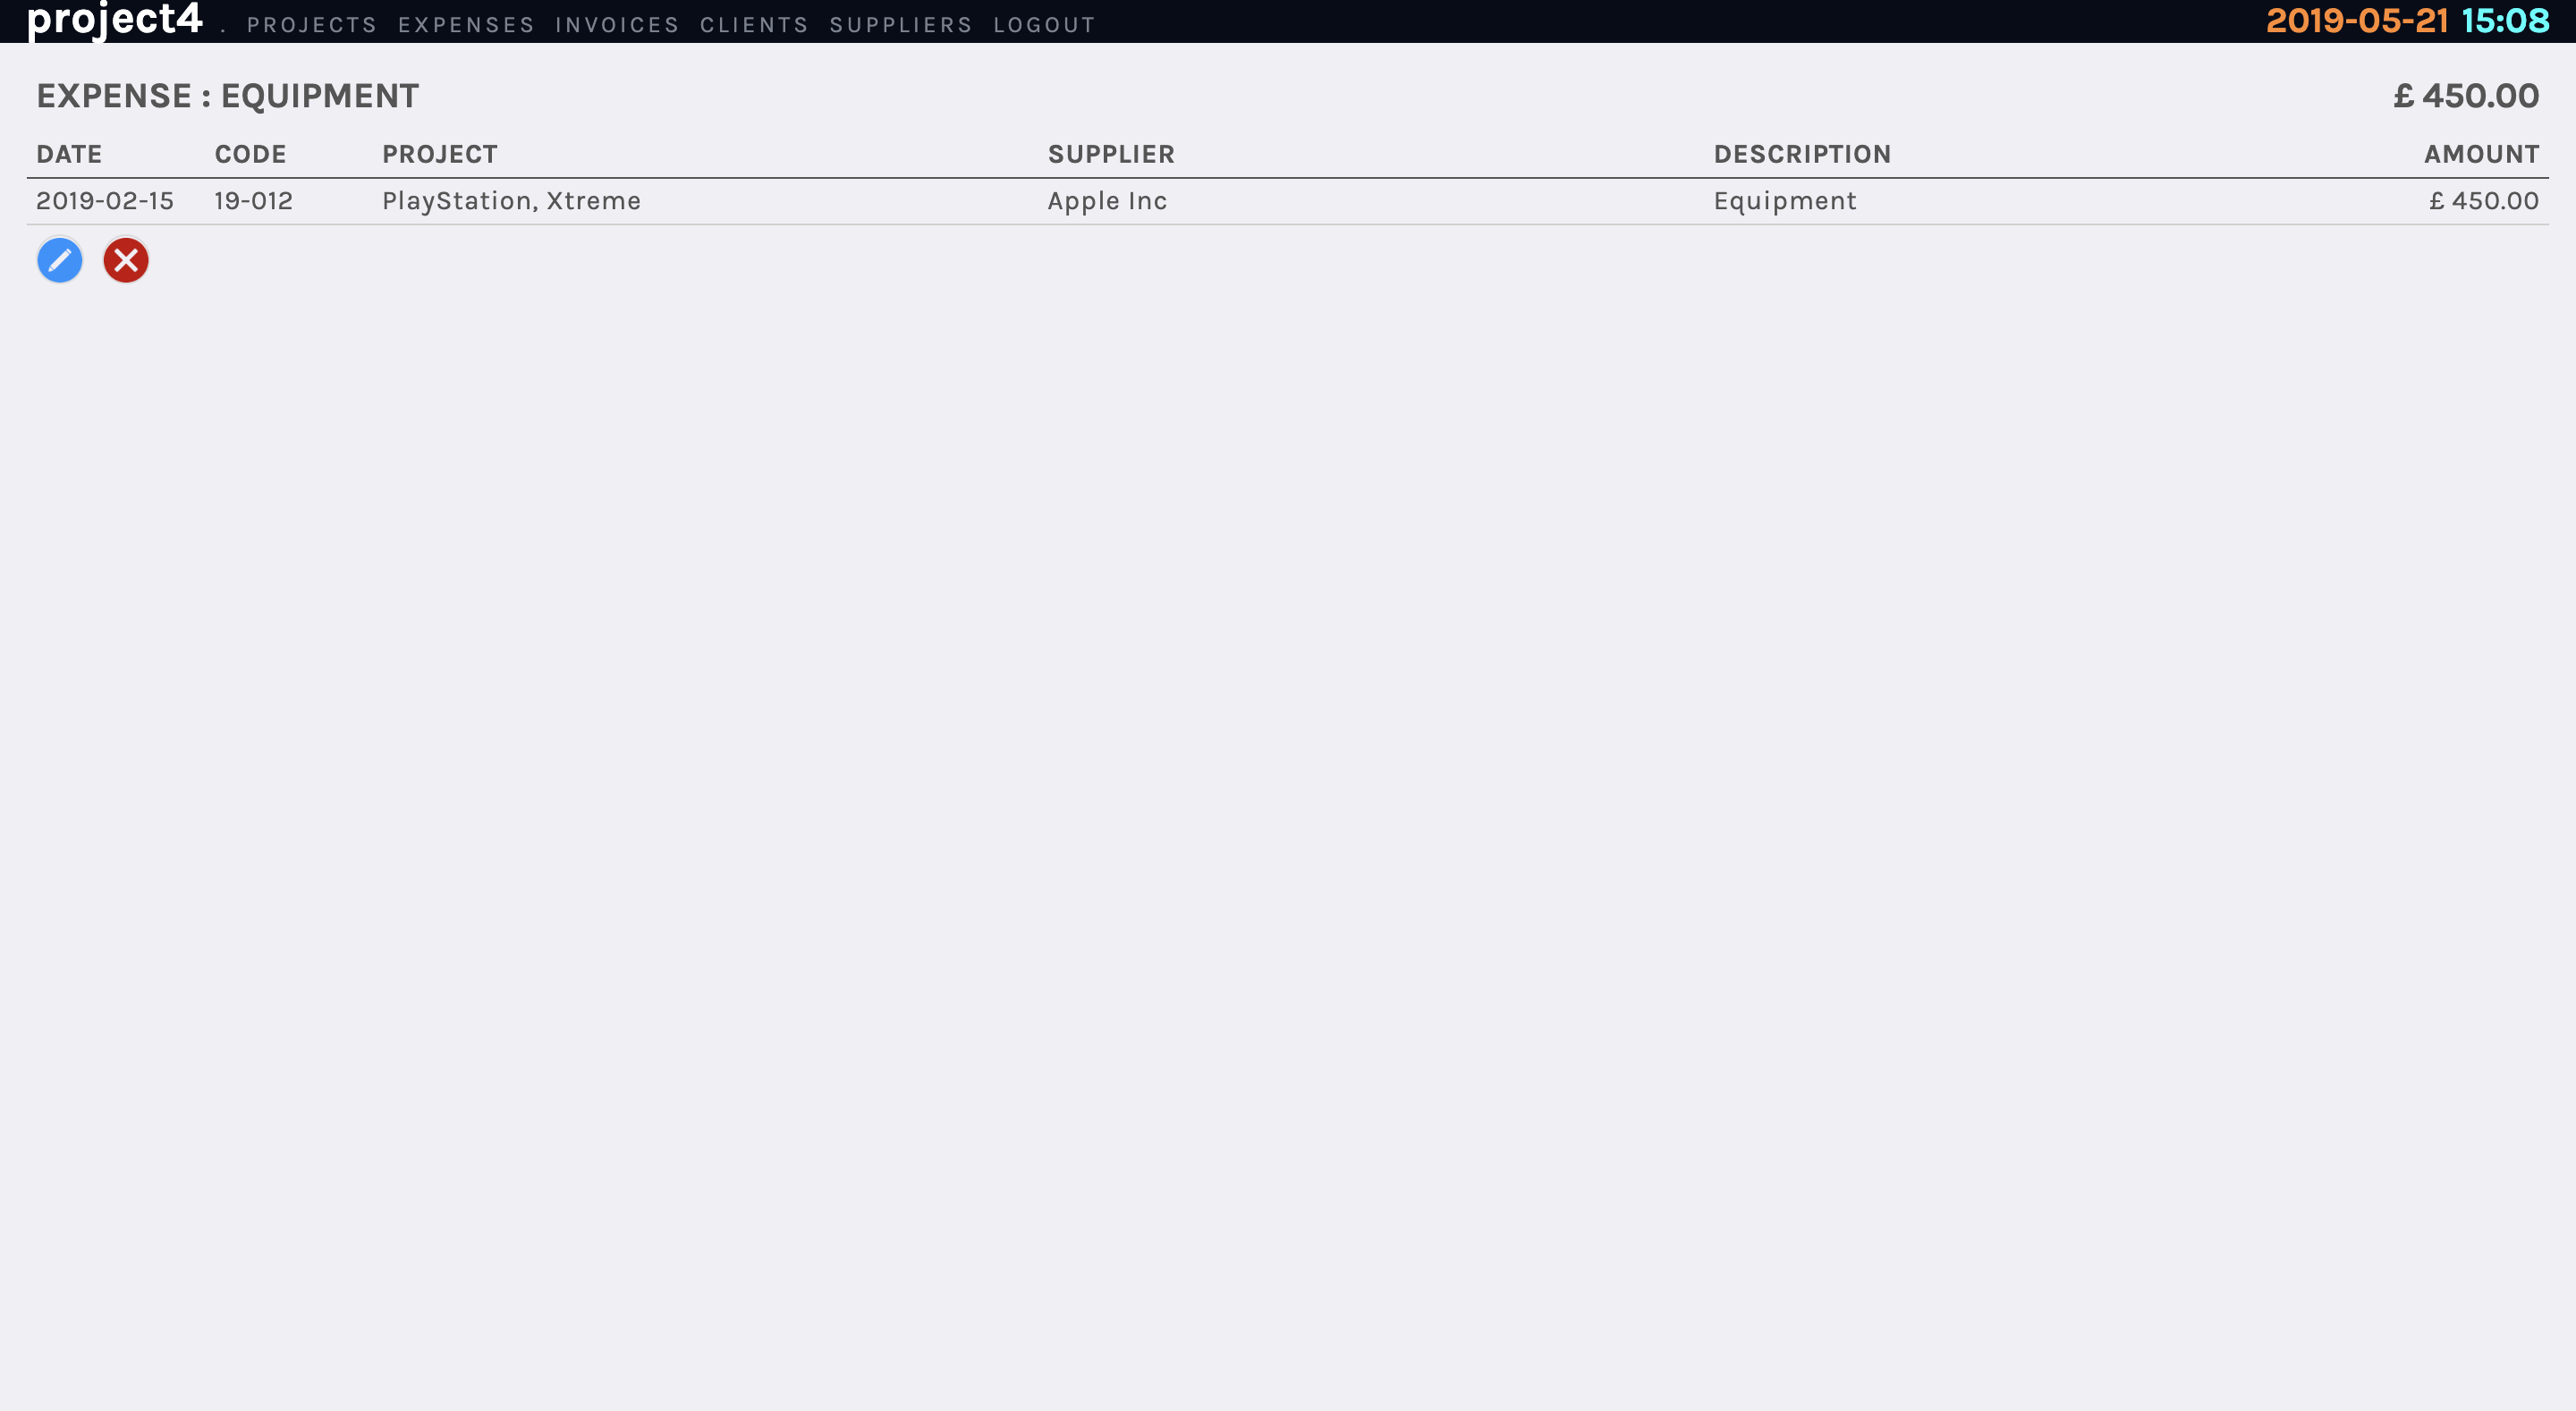 project4 . PROJECTS EXPENSES INVOICES CLIENTS SUPPLIERS LOGOUT 2019-05-21 15:08
EXPENSE : EQUIPMENT £ 450.00
DATE CODE PROJECT SUPPLIER DESCRIPTION AMOUNT
2019-02-15 19-012 PlayStation, Xtreme Apple Inc Equipment £ 450.00